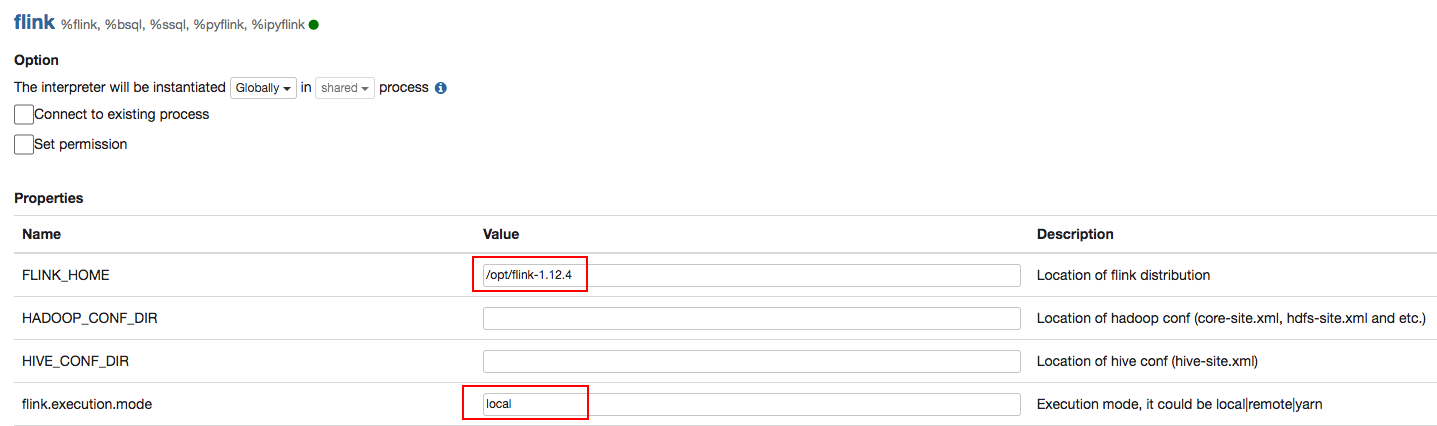 flink %flink, %bsql, %ssql, %pyflink, %ipyflink
Option
The interpreter will be instantiated Globally in shared process
Connect to existing process
Set permission
Properties
Name Value Description
FLINK_HOME /opt/flink-1.12.4 Location of flink distribution
HADOOP_CONF_DIR Location of hadoop conf (core-site.xml, hdfs-site.xml and etc.)
HIVE_CONF_DIR Location of hive conf (hive-site.xml)
flink.execution.mode local Execution mode, it could be local|remote|yarn